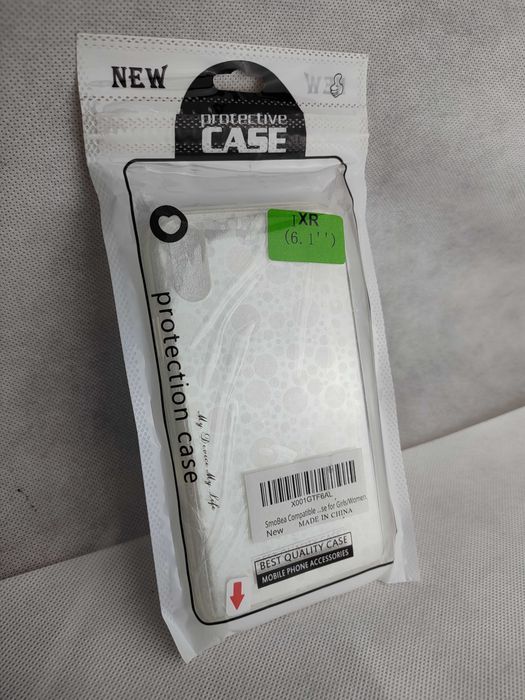 NEW
protective
CASE
iXR
(6.1'')
protection case
My Device My Life
X001GTF6AL
SmoBea Compatible ...se for Girls/Women,
New
MADE IN CHINA
BEST QUALITY CASE
MOBILE PHONE ACCESSORIES